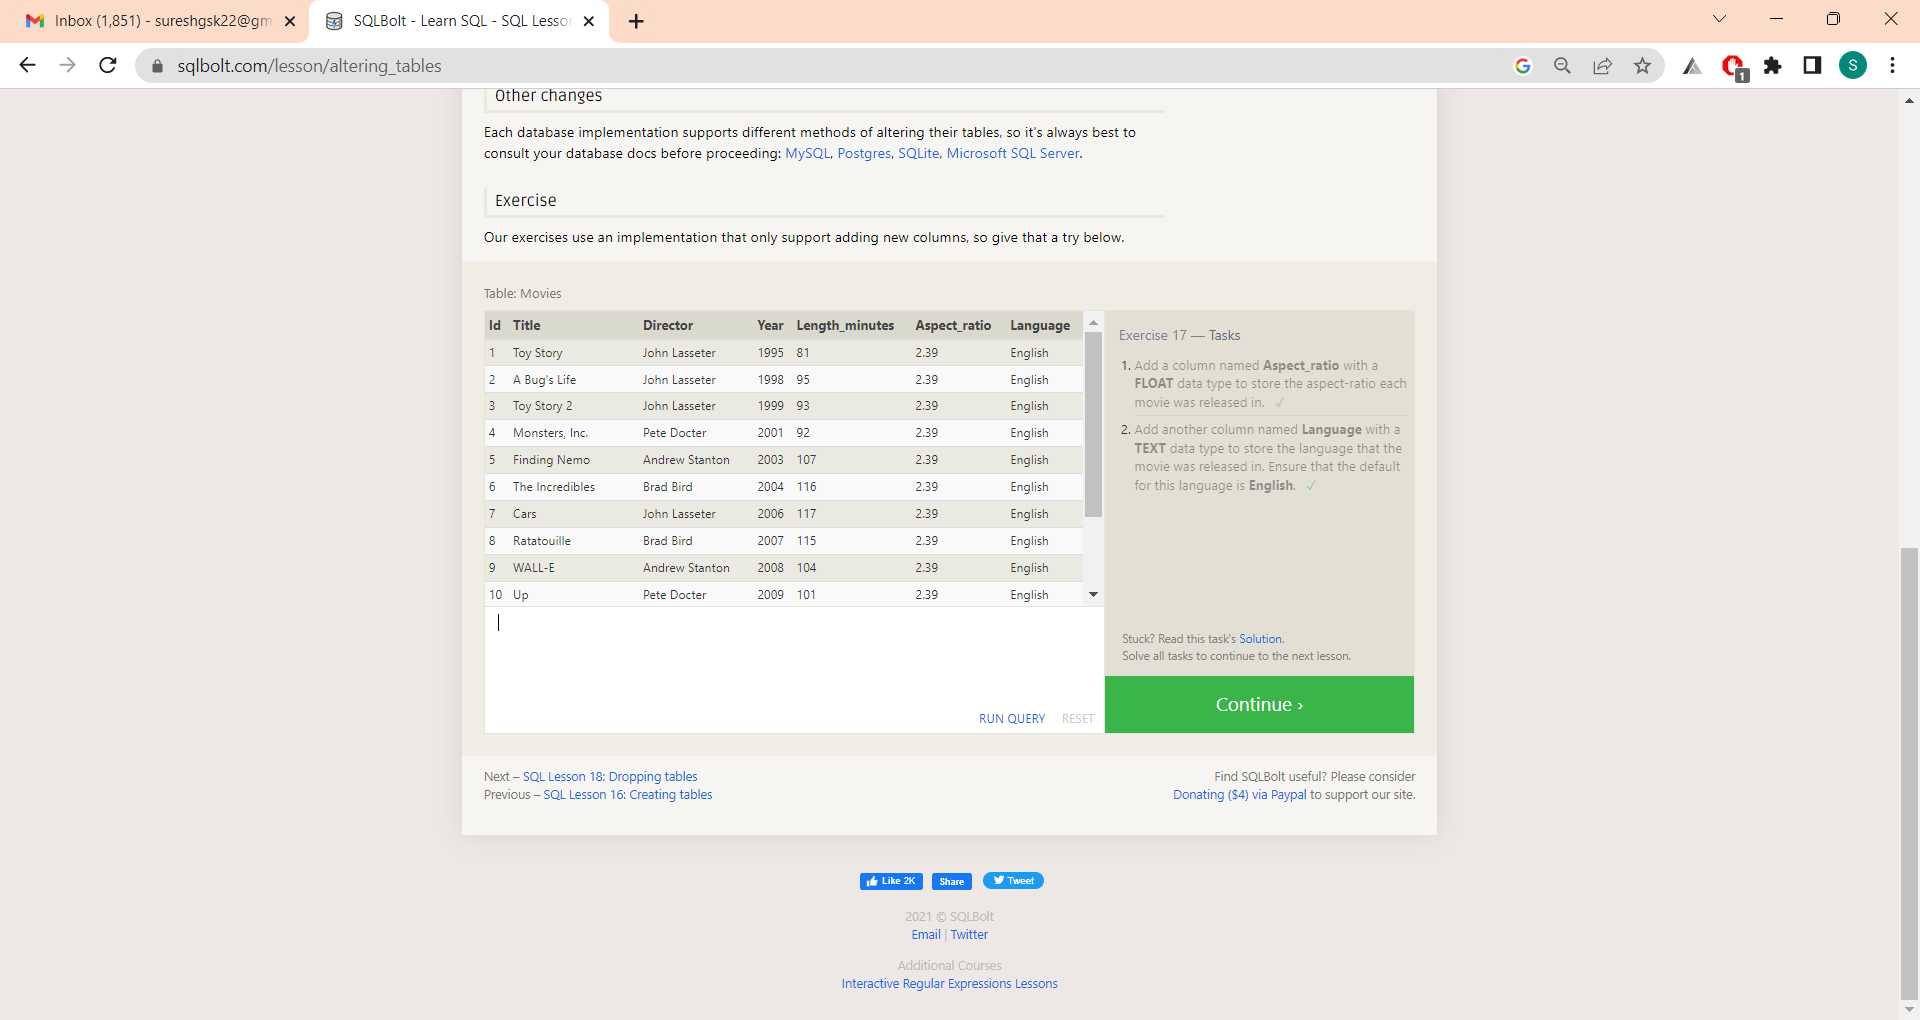 Inbox (1,851) - sureshgsk22@gm
SQLBolt - Learn SQL - SQL Lesson
sqlbolt.com/lesson/altering_tables
1
S
Other changes
Each database implementation supports different methods of altering their tables, so it's always best to
consult your database docs before proceeding: MySQL, Postgres, SQLite, Microsoft SQL Server.
Exercise
Our exercises use an implementation that only support adding new columns, so give that a try below.
Table: Movies
Id Title Director Year Length_minutes Aspect_ratio Language
1 Toy Story John Lasseter 1995 81 2.39 English
2 A Bug's Life John Lasseter 1998 95 2.39 English
3 Toy Story 2 John Lasseter 1999 93 2.39 English
4 Monsters, Inc. Pete Docter 2001 92 2.39 English
5 Finding Nemo Andrew Stanton 2003 107 2.39 English
6 The Incredibles Brad Bird 2004 116 2.39 English
7 Cars John Lasseter 2006 117 2.39 English
8 Ratatouille Brad Bird 2007 115 2.39 English
9 WALL-E Andrew Stanton 2008 104 2.39 English
10 Up Pete Docter 2009 101 2.39 English
RUN QUERY RESET
Exercise 17 — Tasks
1. Add a column named Aspect_ratio with a
FLOAT data type to store the aspect-ratio each
movie was released in. ✓
2. Add another column named Language with a
TEXT data type to store the language that the
movie was released in. Ensure that the default
for this language is English. ✓
Stuck? Read this task's Solution.
Solve all tasks to continue to the next lesson.
Continue ›
Next – SQL Lesson 18: Dropping tables
Previous – SQL Lesson 16: Creating tables
Find SQLBolt useful? Please consider
Donating ($4) via Paypal to support our site.
Like 2K Share Tweet
2021 © SQLBolt
Email | Twitter
Additional Courses
Interactive Regular Expressions Lessons